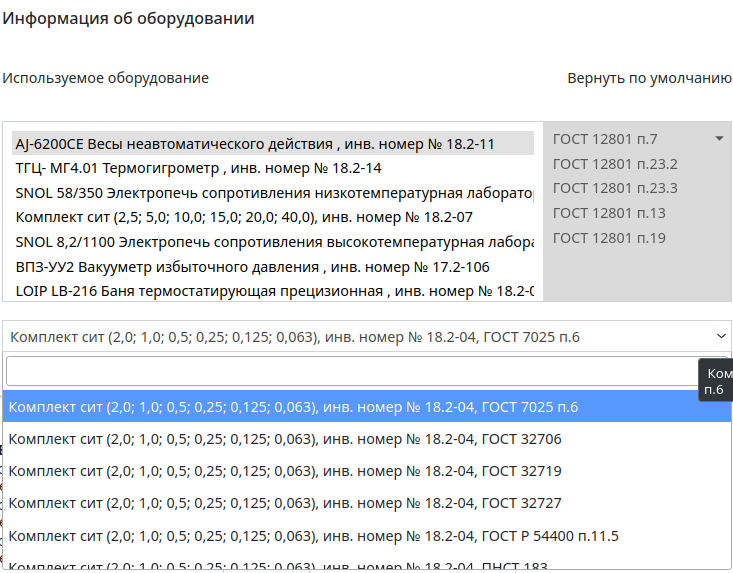 Информация об оборудовании
Используемое оборудование
Вернуть по умолчанию
AJ-6200CE Весы неавтоматического действия , инв. номер № 18.2-11
ТГЦ- МГ4.01 Термогигрометр , инв. номер № 18.2-14
SNOL 58/350 Электропечь сопротивления низкотемпературная лаборато
Комплект сит (2,5; 5,0; 10,0; 15,0; 20,0; 40,0), инв. номер № 18.2-07
SNOL 8,2/1100 Электропечь сопротивления высокотемпературная лабора
ВПЗ-УУ2 Вакууметр избыточного давления , инв. номер № 17.2-106
LOIP LB-216 Баня термостатирующая прецизионная , инв. номер № 18.2-0
ГОСТ 12801 п.7
ГОСТ 12801 п.23.2
ГОСТ 12801 п.23.3
ГОСТ 12801 п.13
ГОСТ 12801 п.19
Комплект сит (2,0; 1,0; 0,5; 0,25; 0,125; 0,063), инв. номер № 18.2-04, ГОСТ 7025 п.6
Ком
п.6
Комплект сит (2,0; 1,0; 0,5; 0,25; 0,125; 0,063), инв. номер № 18.2-04, ГОСТ 7025 п.6
Комплект сит (2,0; 1,0; 0,5; 0,25; 0,125; 0,063), инв. номер № 18.2-04, ГОСТ 32706
Комплект сит (2,0; 1,0; 0,5; 0,25; 0,125; 0,063), инв. номер № 18.2-04, ГОСТ 32719
Комплект сит (2,0; 1,0; 0,5; 0,25; 0,125; 0,063), инв. номер № 18.2-04, ГОСТ 32727
Комплект сит (2,0; 1,0; 0,5; 0,25; 0,125; 0,063), инв. номер № 18.2-04, ГОСТ Р 54400 п.11.5
Комплект сит (2,0; 1,0; 0,5; 0,25; 0,125; 0,063), инв. номер № 18.2-04, ПНСТ 183